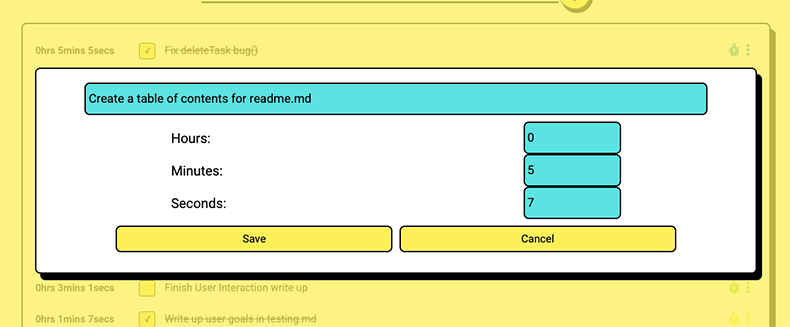 0hrs 5mins 5secs ✓ Fix deleteTask bug()
Create a table of contents for readme.md
Hours: 0
Minutes: 5
Seconds: 7
Save Cancel
0hrs 3mins 1secs Finish User Interaction write up
0hrs 1mins 7secs ✓ Write up user goals in testing.md